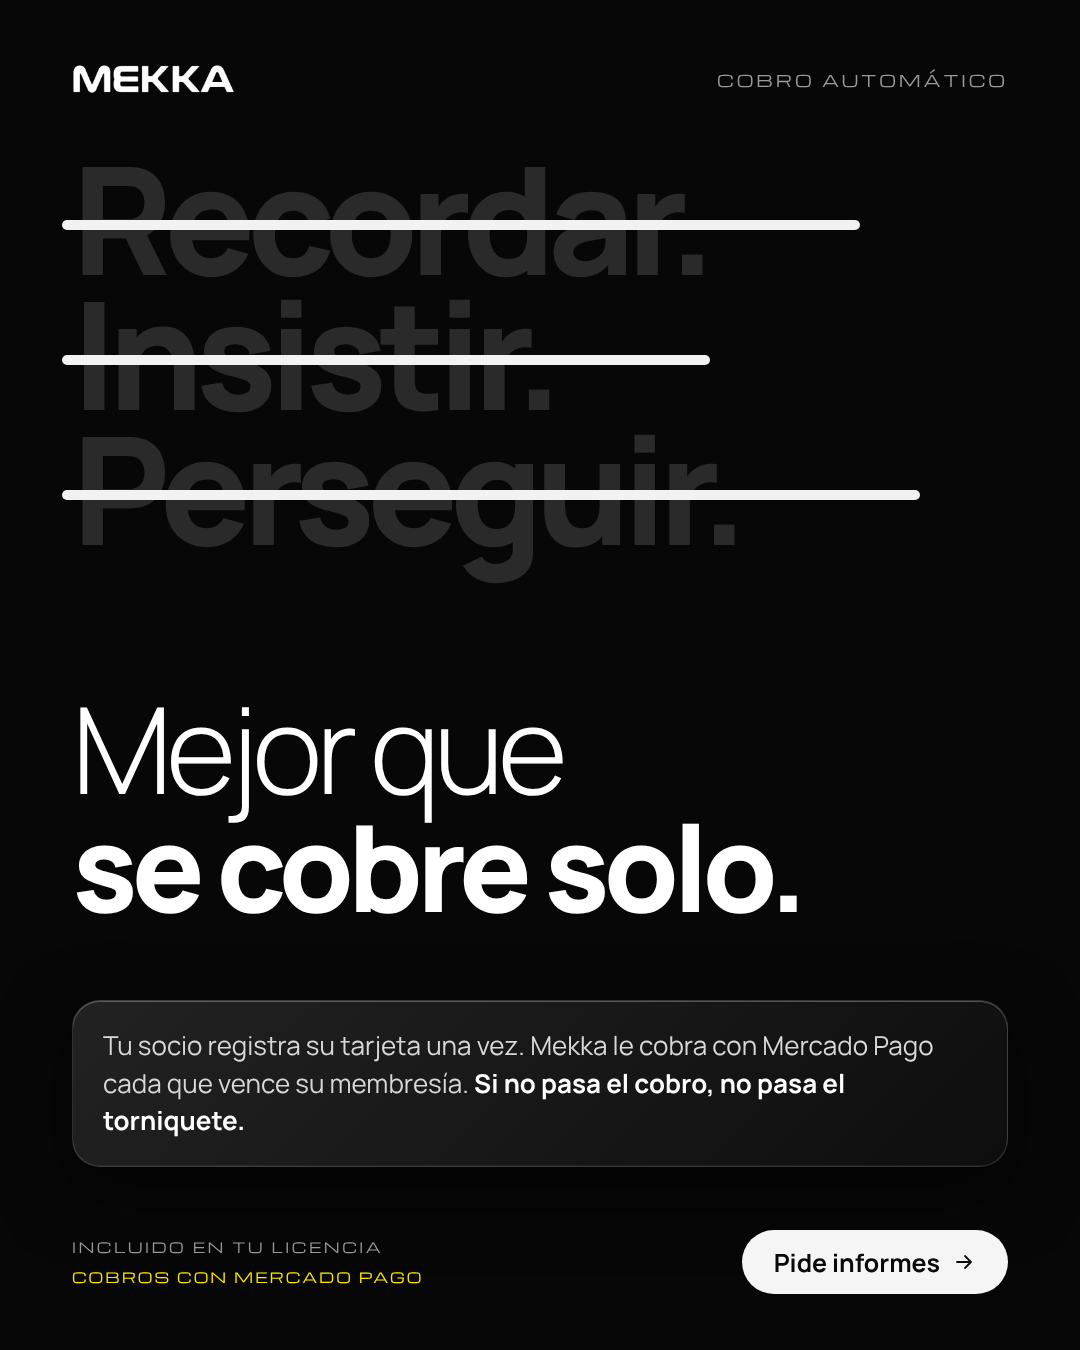 MEKKA
COBRO AUTOMÁTICO
Recordar.
Insistir.
Perseguir.
Mejor que
se cobre solo.
Tu socio registra su tarjeta una vez. Mekka le cobra con Mercado Pago
cada que vence su membresía. Si no pasa el cobro, no pasa el
torniquete.
INCLUIDO EN TU LICENCIA
COBROS CON MERCADO PAGO
Pide informes →